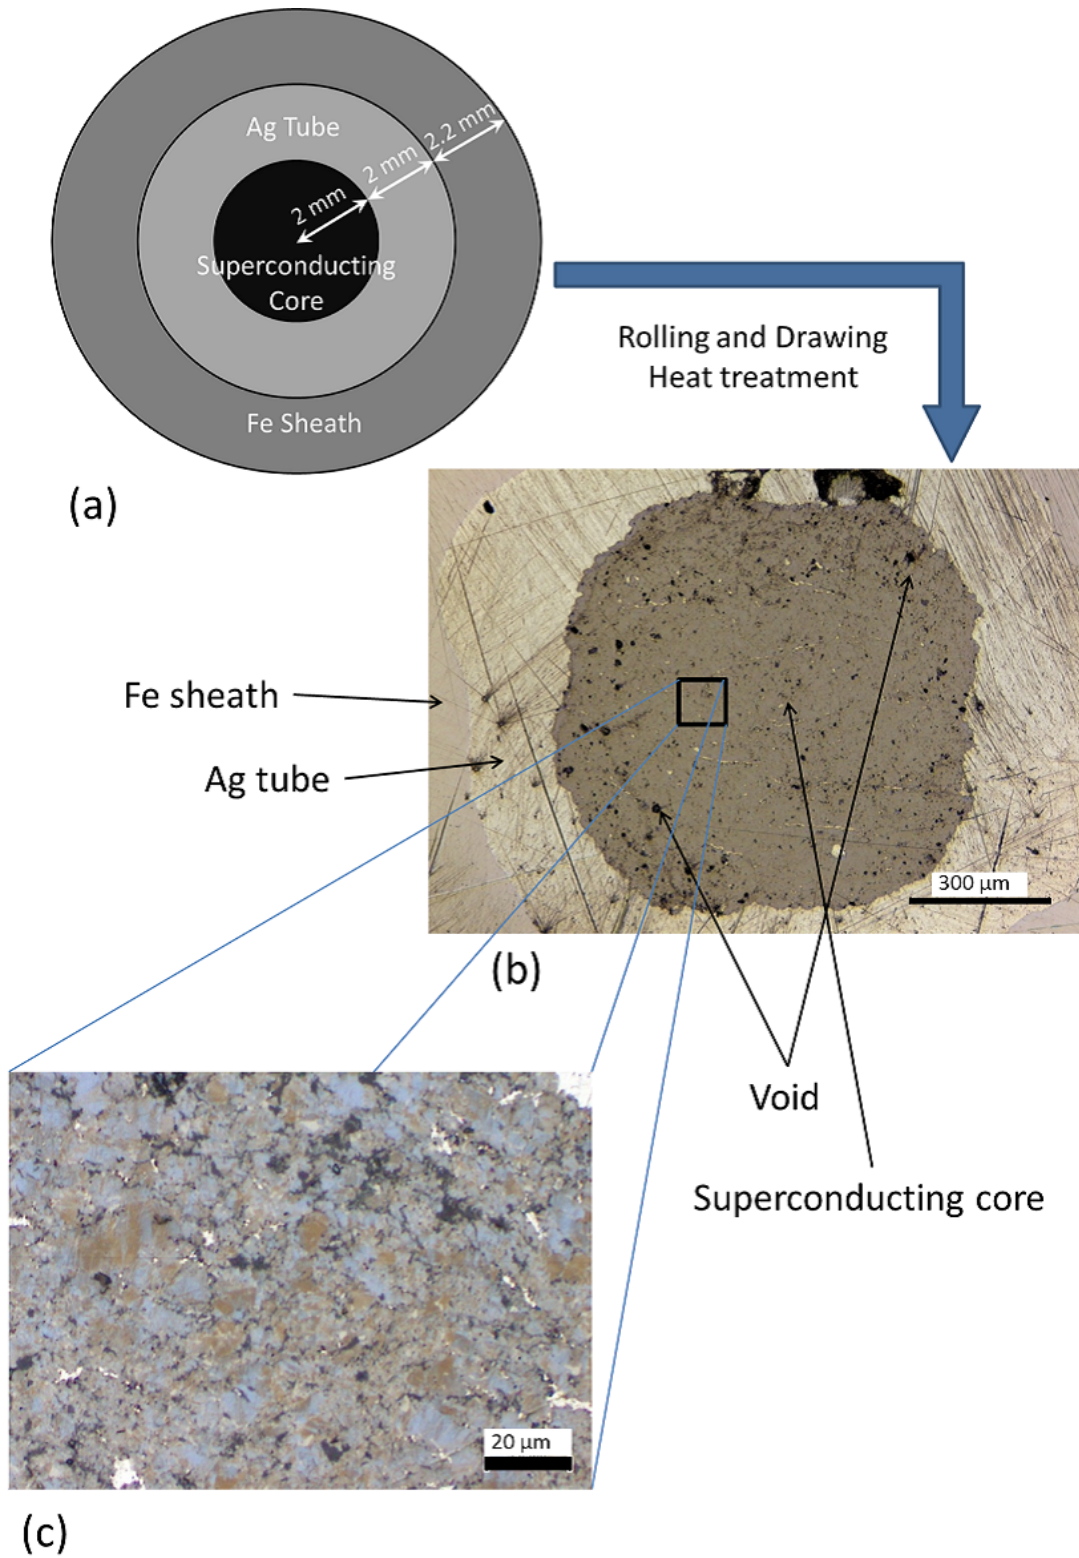 Ag Tube
2 mm
2 mm
2.2 mm
Superconducting
Core
Fe Sheath
(a)
Rolling and Drawing
Heat treatment
Fe sheath
Ag tube
300 μm
(b)
Void
Superconducting core
20 μm
(c)